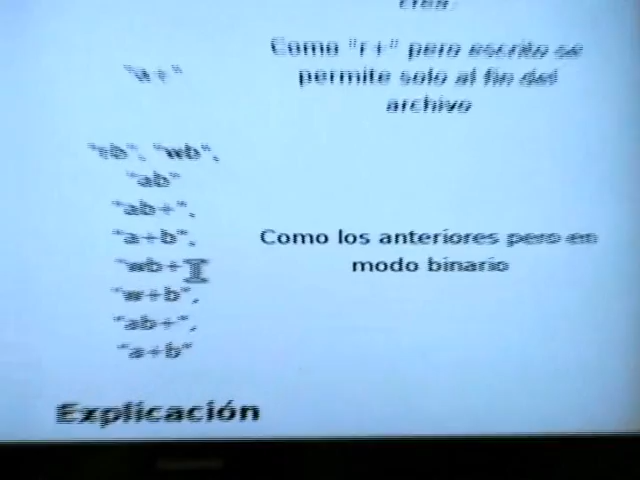 crea.
Como "r+" pero escrito se
"a+"
permite solo al fin del
archivo
"rb", "wb",
"ab"
"ab+",
"a+b",
Como los anteriores pero en
"wb+
modo binario
"w+b",
"ab+",
"a+b"
Explicación